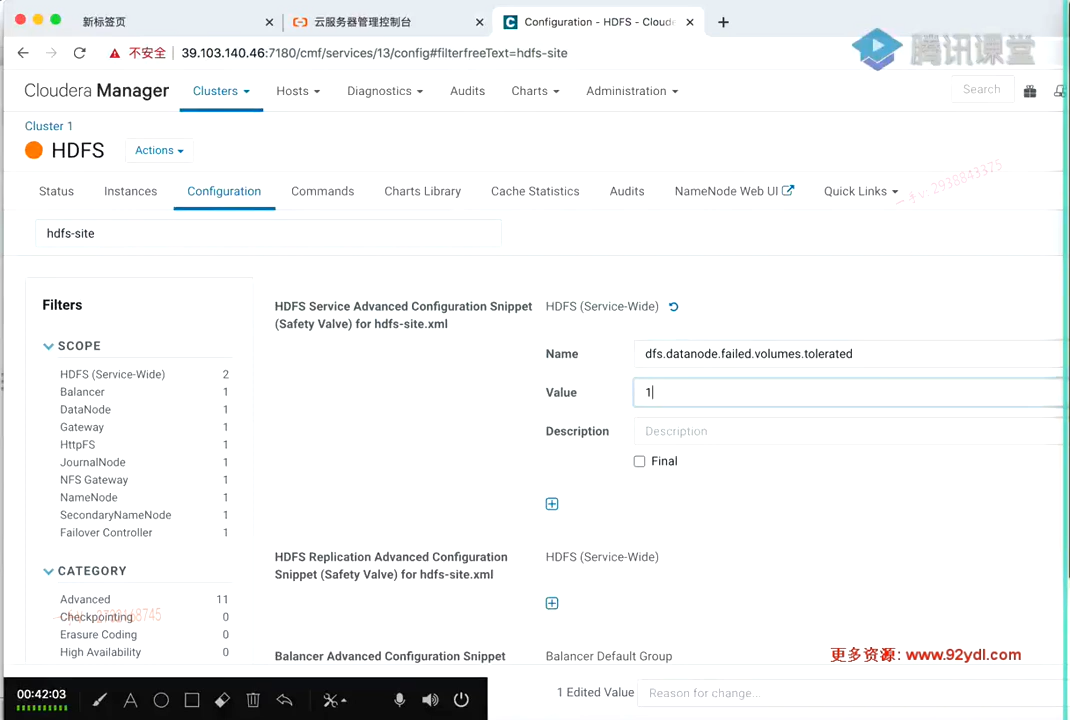 新标签页
云服务器管理控制台
Configuration - HDFS - Cloude
不安全
39.103.140.46:7180/cmf/services/13/config#filterfreeText=hdfs-site
腾讯课堂
Cloudera Manager
Clusters
Hosts
Diagnostics
Audits
Charts
Administration
Search
Cluster 1
HDFS
Actions
Status
Instances
Configuration
Commands
Charts Library
Cache Statistics
Audits
NameNode Web UI
Quick Links
2938843325
hdfs-site
Filters
SCOPE
HDFS (Service-Wide) 2
Balancer 1
DataNode 1
Gateway 1
HttpFS 1
JournalNode 1
NFS Gateway 1
NameNode 1
SecondaryNameNode 1
Failover Controller 1
CATEGORY
Advanced 11
Checkpointing 0
Erasure Coding 0
High Availability 0
HDFS Service Advanced Configuration Snippet
(Safety Valve) for hdfs-site.xml
HDFS (Service-Wide)
Name
dfs.datanode.failed.volumes.tolerated
Value
1
Description
Description
Final
HDFS Replication Advanced Configuration
Snippet (Safety Valve) for hdfs-site.xml
HDFS (Service-Wide)
Balancer Advanced Configuration Snippet
Balancer Default Group
更多资源: www.92ydl.com
1 Edited Value
Reason for change...
00:42:03